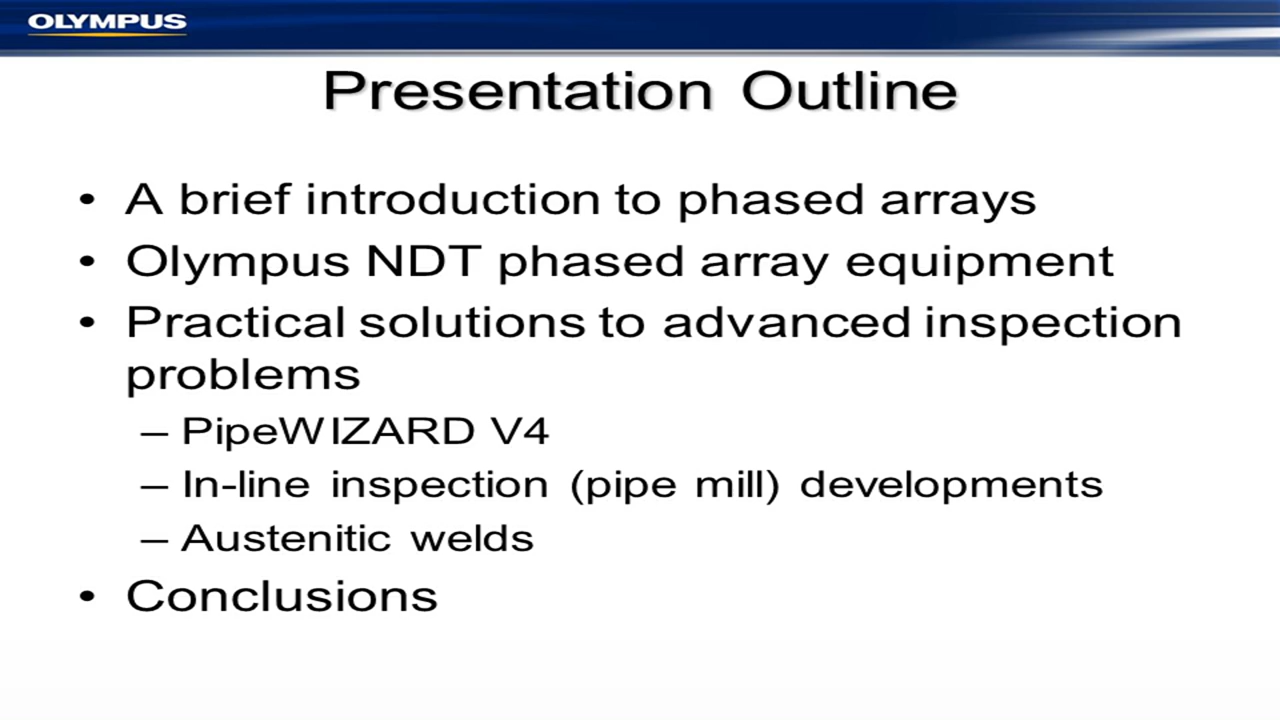 OLYMPUS
Presentation Outline
• A brief introduction to phased arrays
• Olympus NDT phased array equipment
• Practical solutions to advanced inspection
problems
– PipeWIZARD V4
– In-line inspection (pipe mill) developments
– Austenitic welds
• Conclusions